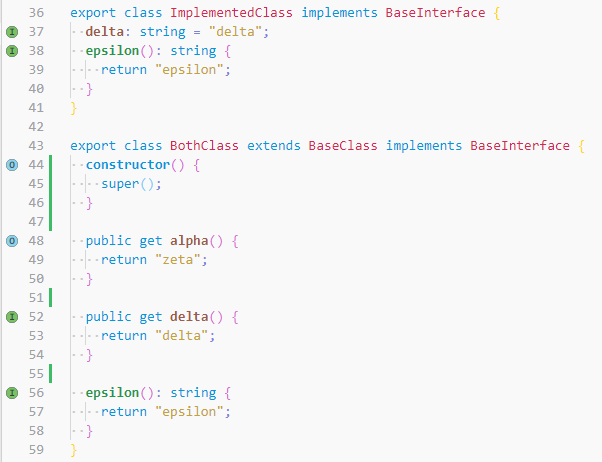 36 export class ImplementedClass implements BaseInterface {
I 37 ··delta: string = "delta";
I 38 ··epsilon(): string {
39 ····return "epsilon";
40 ··}
41 }
42
43 export class BothClass extends BaseClass implements BaseInterface {
O 44 ··constructor() {
45 ····super();
46 ··}
47
O 48 ··public get alpha() {
49 ····return "zeta";
50 ··}
51
I 52 ··public get delta() {
53 ····return "delta";
54 ··}
55
I 56 ··epsilon(): string {
57 ····return "epsilon";
58 ··}
59 }